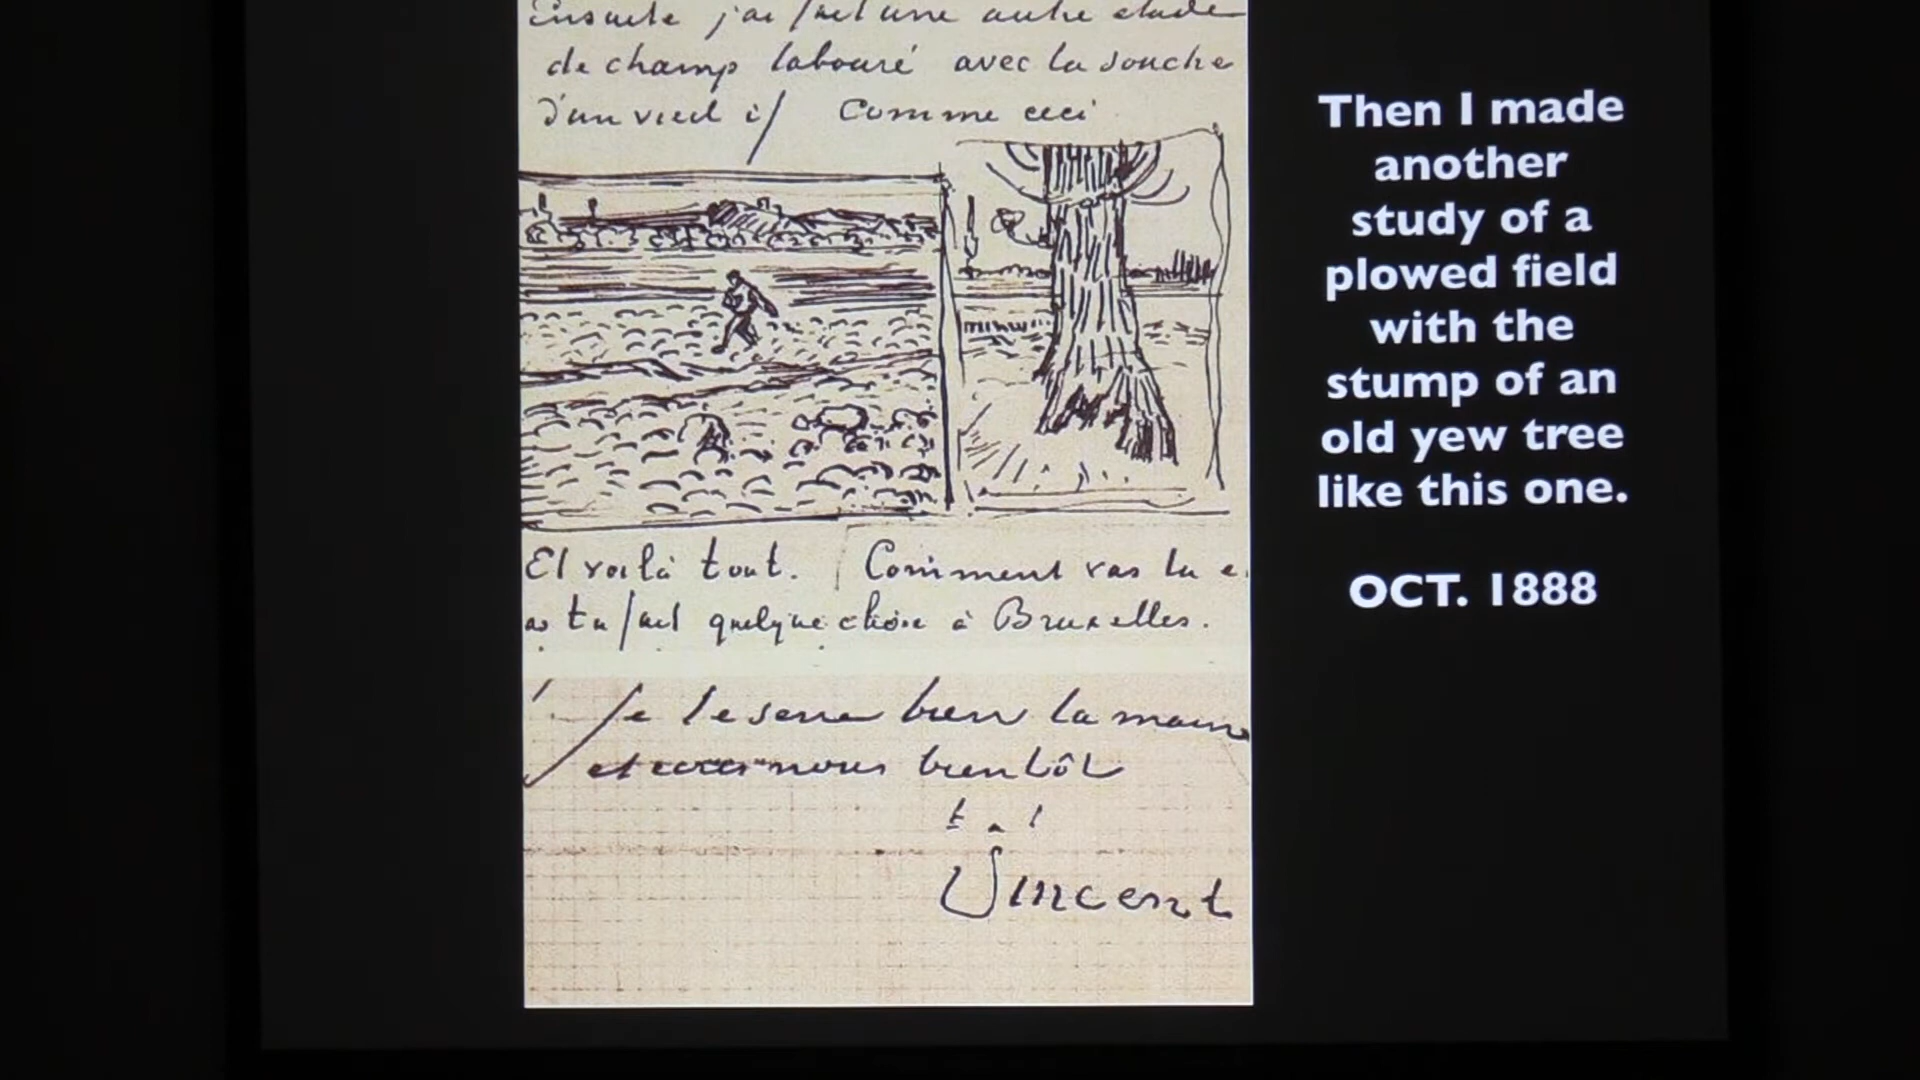 Ensuite j'ai fait une autre etude
de champ labouré avec la souche
d'un vieil if Comme ceci
Et voilà tout. Comment vas tu e
as tu fait quelque chose à Bruxelles.
Je te serre bien la main
et nous bientôt
t. à t.
Vincent
Then I made
another
study of a
plowed field
with the
stump of an
old yew tree
like this one.
OCT. 1888